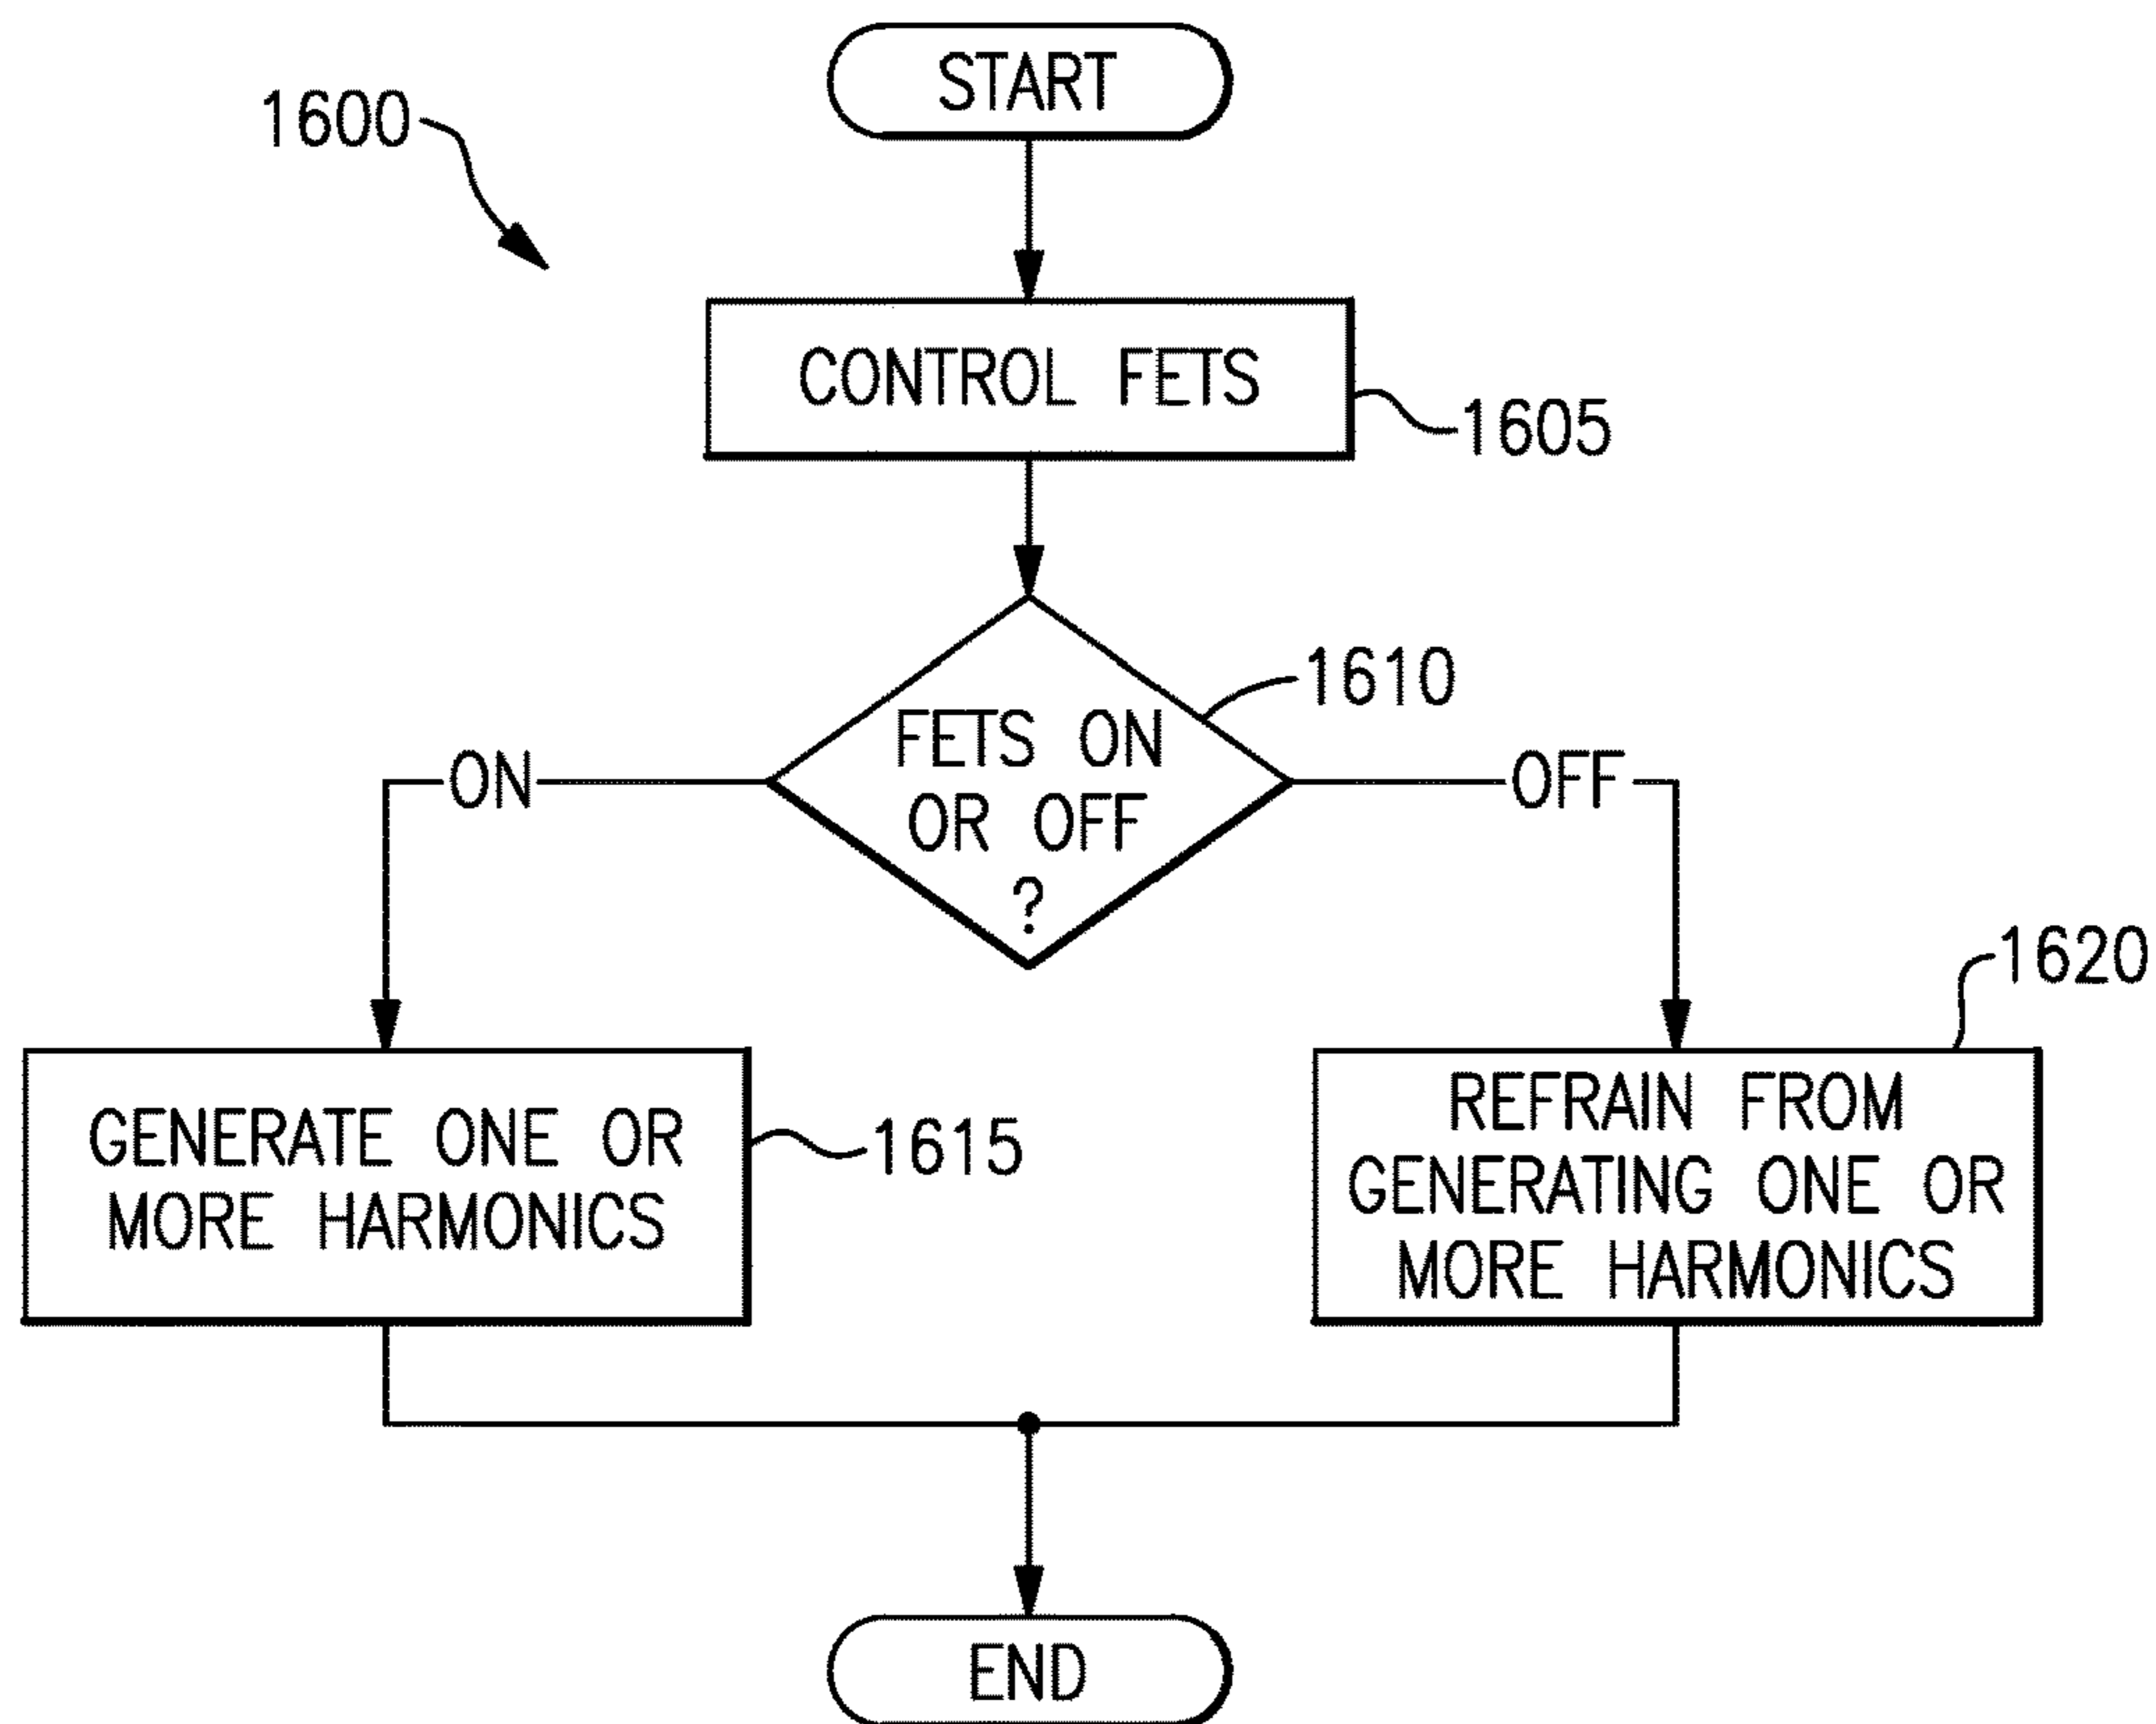 START
1600
CONTROL FETS
1605
1610
FETS ON
OR OFF
?
ON
OFF
1620
GENERATE ONE OR
MORE HARMONICS
1615
REFRAIN FROM
GENERATING ONE OR
MORE HARMONICS
END